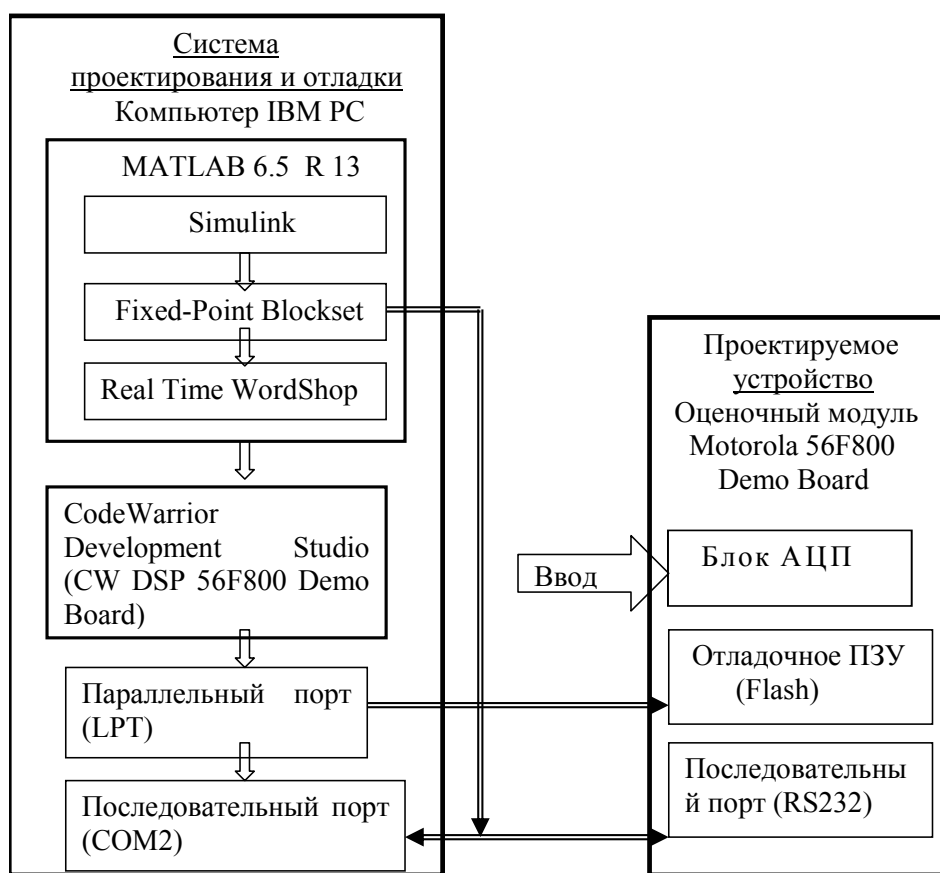 Система
проектирования и отладки
Компьютер IBM PC
MATLAB 6.5 R 13
Simulink
Fixed-Point Blockset
Real Time WordShop
CodeWarrior
Development Studio
(CW DSP 56F800 Demo
Board)
Параллельный порт
(LPT)
Последовательный порт
(COM2)
Ввод
Проектируемое
устройство
Оценочный модуль
Motorola 56F800
Demo Board
Блок АЦП
Отладочное ПЗУ
(Flash)
Последовательны
й порт (RS232)